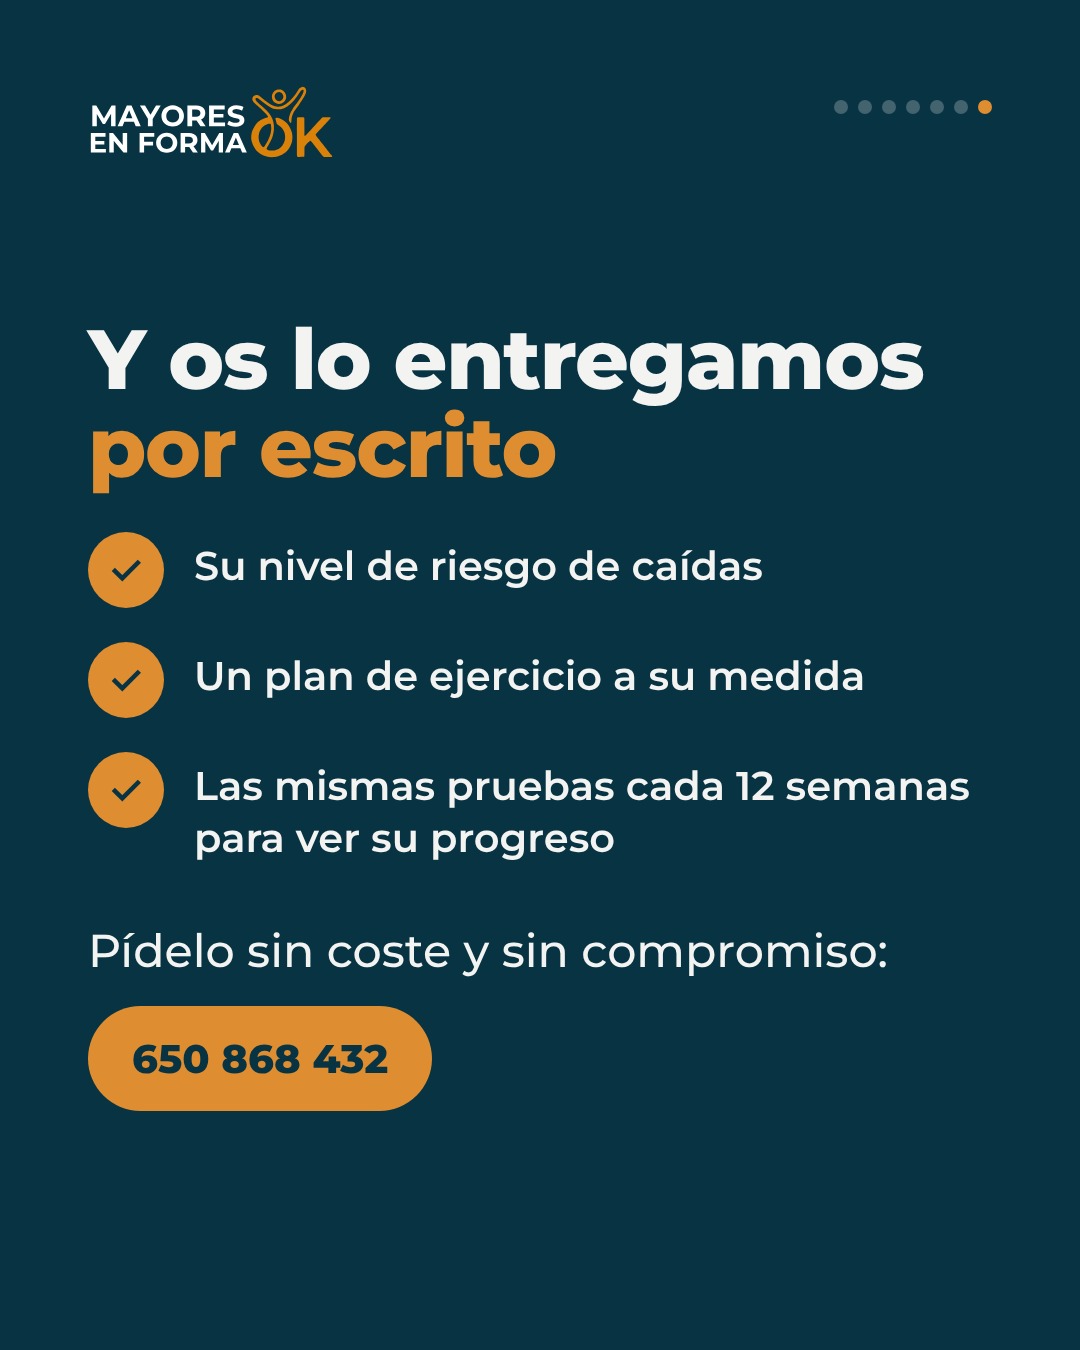 MAYORES
EN FORMA OK
Y os lo entregamos
por escrito
Su nivel de riesgo de caídas
Un plan de ejercicio a su medida
Las mismas pruebas cada 12 semanas
para ver su progreso
Pídelo sin coste y sin compromiso:
650 868 432